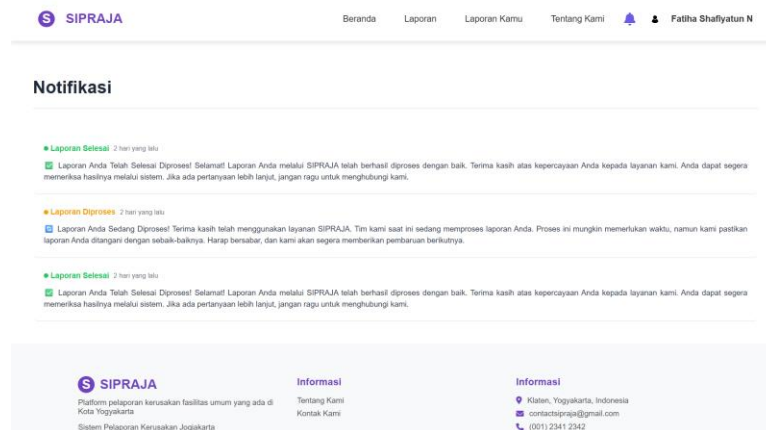 S SIPRAJA Beranda Laporan Laporan Kamu Tentang Kami Fatiha Shafiyatun N
Notifikasi
Laporan Selesai 2 hari yang lalu
Laporan Anda Telah Selesai Diproses! Selamat! Laporan Anda melalui SIPRAJA telah berhasil diproses dengan baik. Terima kasih atas kepercayaan Anda kepada layanan kami. Anda dapat segera
memeriksa hasilnya melalui sistem. Jika ada pertanyaan lebih lanjut, jangan ragu untuk menghubungi kami.
Laporan Diproses 2 hari yang lalu
Laporan Anda Sedang Diproses! Terima kasih telah menggunakan layanan SIPRAJA. Tim kami saat ini sedang memproses laporan Anda. Proses ini mungkin memerlukan waktu, namun kami pastikan
laporan Anda ditangani dengan sebaik-baiknya. Harap bersabar, dan kami akan segera memberikan pembaruan berikutnya.
Laporan Selesai 2 hari yang lalu
Laporan Anda Telah Selesai Diproses! Selamat! Laporan Anda melalui SIPRAJA telah berhasil diproses dengan baik. Terima kasih atas kepercayaan Anda kepada layanan kami. Anda dapat segera
memeriksa hasilnya melalui sistem. Jika ada pertanyaan lebih lanjut, jangan ragu untuk menghubungi kami.
S SIPRAJA
Platform pelaporan kerusakan fasilitas umum yang ada di
Kota Yogyakarta
Sistem Pelaporan Kerusakan Jogjakarta
Informasi
Tentang Kami
Kontak Kami
Informasi
Klaten, Yogyakarta, Indonesia
contactsipraja@gmail.com
(001) 2341 2342